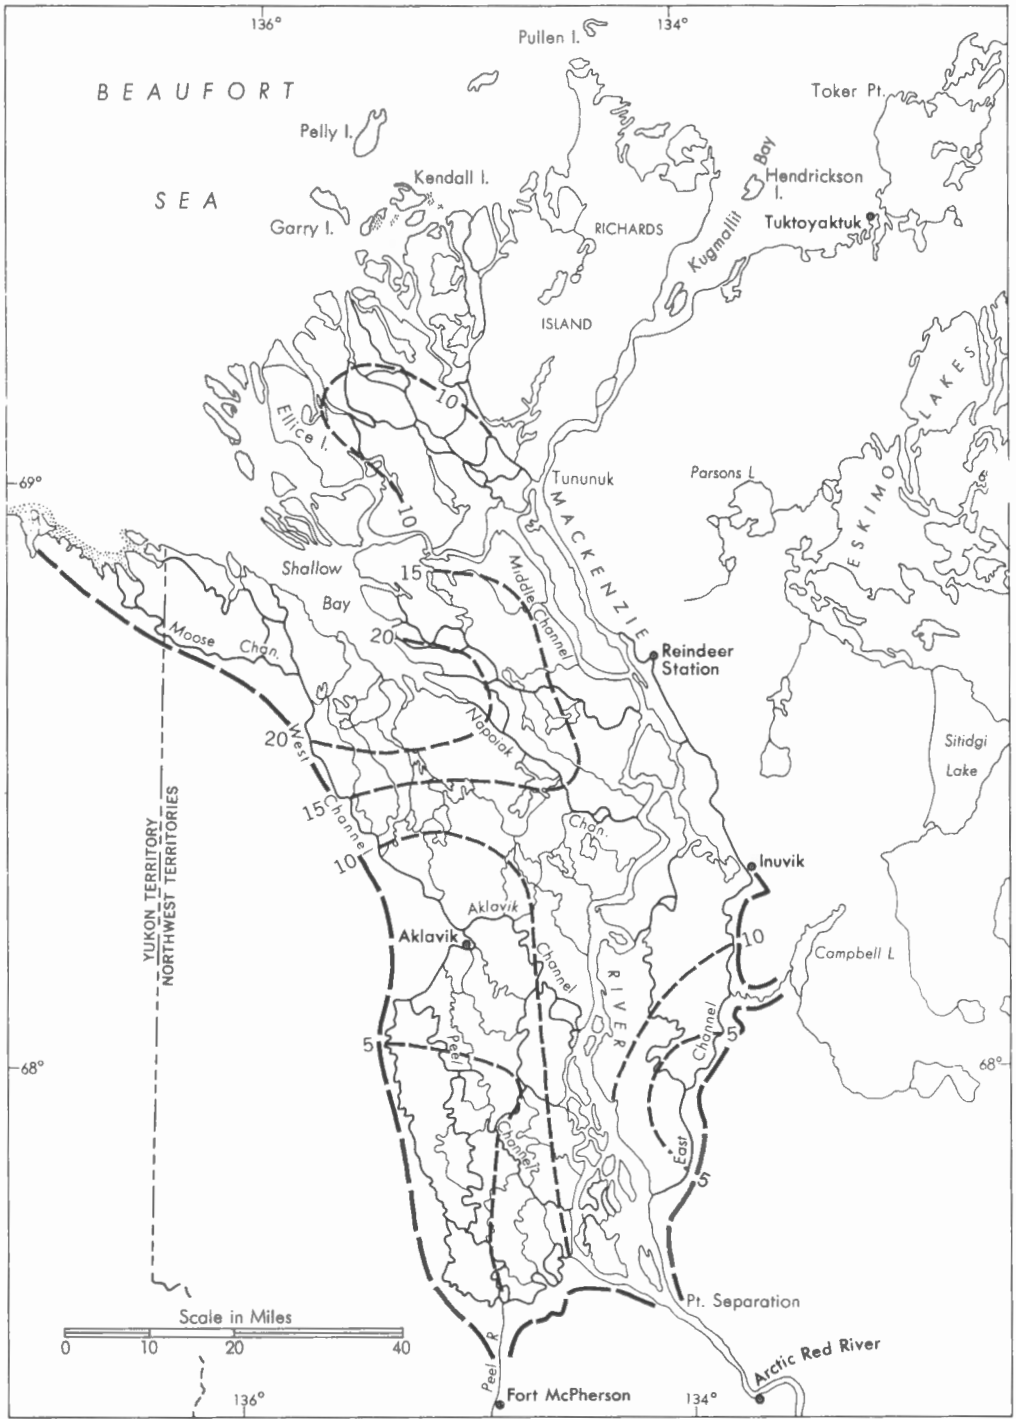 136°
134°
Pullen I.
BEAUFORT
SEA
Toker Pt.
Pelly I.
Kendall I.
Garry I.
Kugmallit Bay
Hendrickson
I.
Tuktoyaktuk
RICHARDS
ISLAND
ESKIMO LAKES
10
Ellice I.
69°
Tununuk
Parsons L
10
MACKENZIE
Shallow
Bay
15
Middle Channel
20
Moose Chan.
Reindeer
Station
Napoiak
Chan.
20
West
Channel
Sitidgi
Lake
15
YUKON TERRITORY
NORTHWEST TERRITORIES
10
Inuvik
Aklavik
Channel
Aklavik
10
Campbell L
RIVER
5
Peel
Channel
Channel
5
East
68°
68°
5
Pt. Separation
Scale in Miles
0 10 20 40
Peel R
Arctic Red River
Fort McPherson
136°
134°